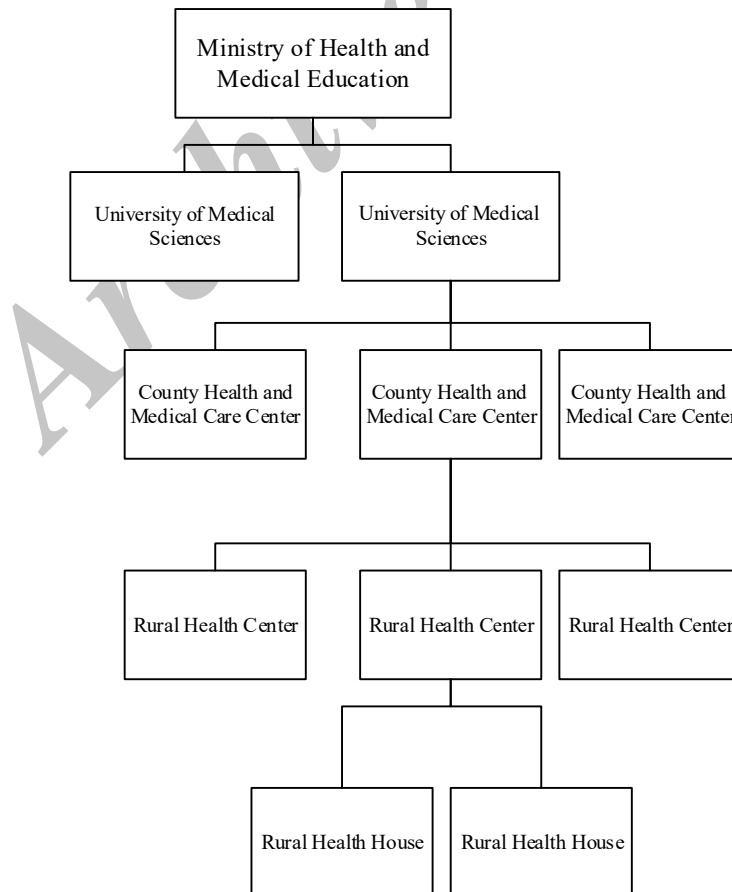 Ministry of Health and
Medical Education
University of Medical
Sciences
University of Medical
Sciences
County Health and
Medical Care Center
County Health and
Medical Care Center
County Health and
Medical Care Center
Rural Health Center
Rural Health Center
Rural Health Center
Rural Health House
Rural Health House